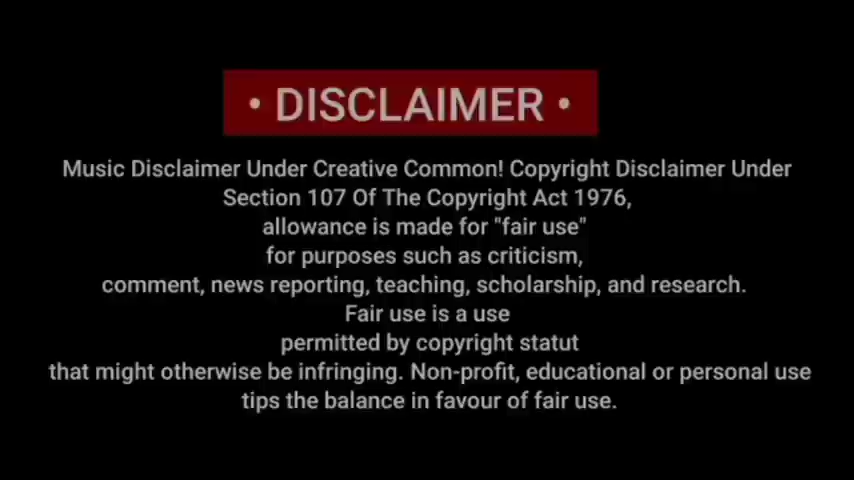 • DISCLAIMER •
Music Disclaimer Under Creative Common! Copyright Disclaimer Under
Section 107 Of The Copyright Act 1976,
allowance is made for "fair use"
for purposes such as criticism,
comment, news reporting, teaching, scholarship, and research.
Fair use is a use
permitted by copyright statut
that might otherwise be infringing. Non-profit, educational or personal use
tips the balance in favour of fair use.